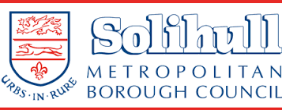 Solihull
METROPOLITAN
BOROUGH COUNCIL
URBS·IN·RURE